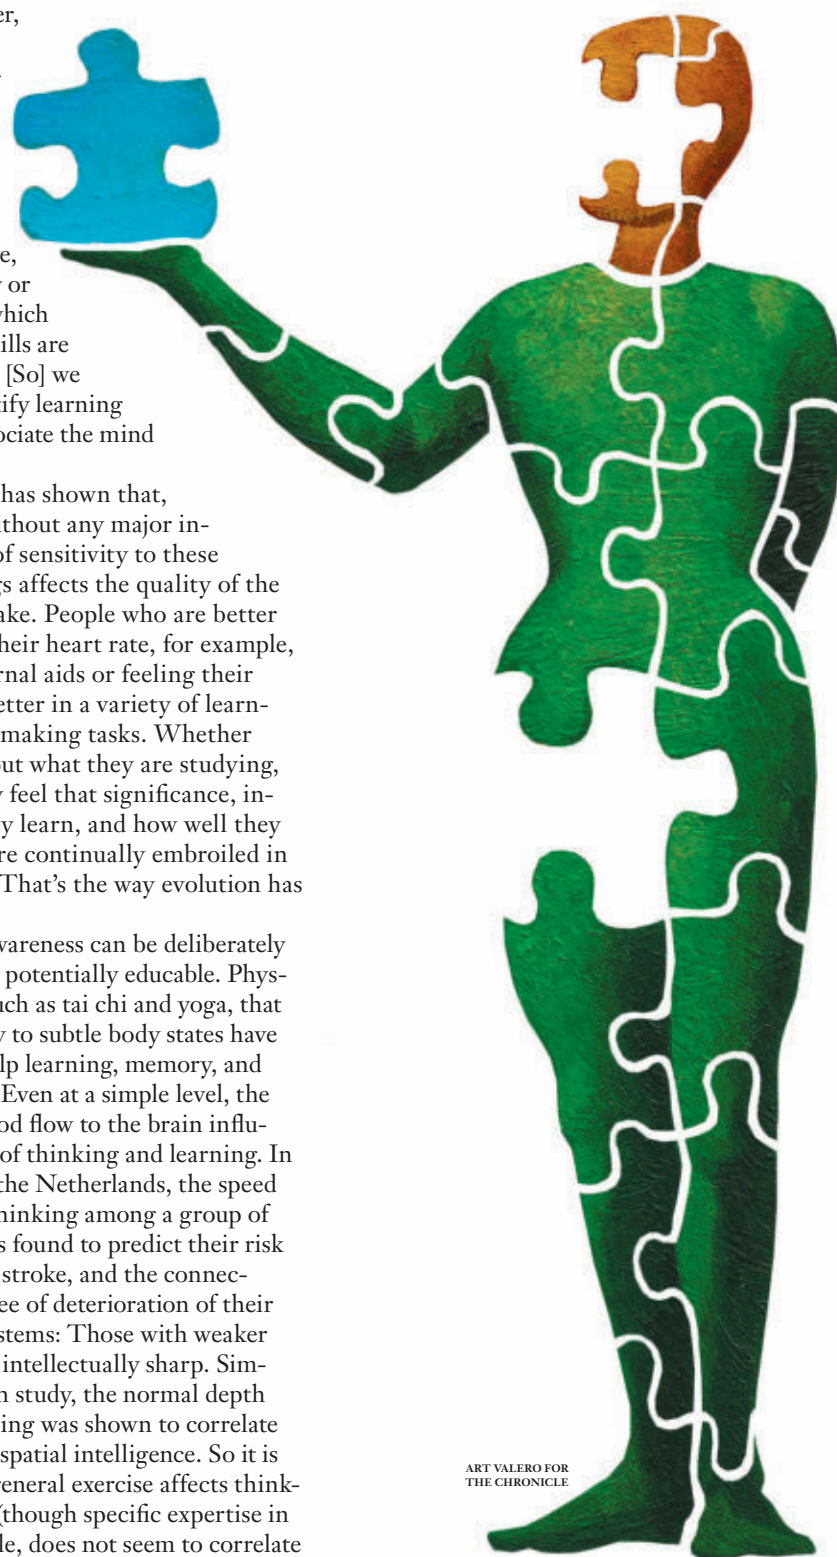 er,
e,
y or
which
ills are
[So] we
tify learning
ociate the mind
has shown that,
ithout any major in-
of sensitivity to these
gs affects the quality of the
ake. People who are better
heir heart rate, for example,
rnal aids or feeling their
etter in a variety of learn-
making tasks. Whether
out what they are studying,
y feel that significance, in-
ey learn, and how well they
re continually embroiled in
That’s the way evolution has
wareness can be deliberately
potentially educable. Phys-
uch as tai chi and yoga, that
y to subtle body states have
lp learning, memory, and
Even at a simple level, the
od flow to the brain influ-
of thinking and learning. In
the Netherlands, the speed
hinking among a group of
s found to predict their risk
stroke, and the connec-
ee of deterioration of their
stems: Those with weaker
intellectually sharp. Sim-
n study, the normal depth
ing was shown to correlate
spatial intelligence. So it is
general exercise affects think-
(though specific expertise in
le, does not seem to correlate
ART VALERO FOR
THE CHRONICLE